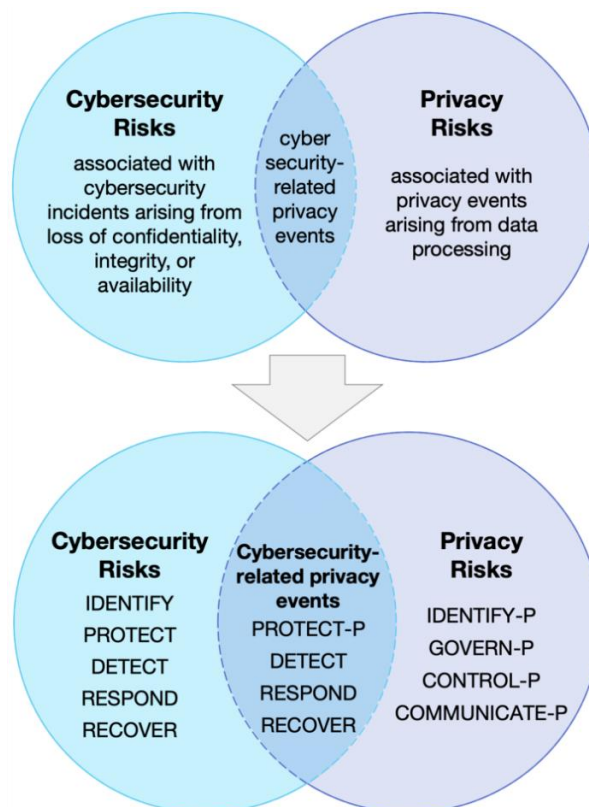 Cybersecurity
Risks
associated with
cybersecurity
incidents arising from
loss of confidentiality,
integrity, or
availability
cyber
security-
related
privacy
events
Privacy
Risks
associated with
privacy events
arising from data
processing
Cybersecurity
Risks
IDENTIFY
PROTECT
DETECT
RESPOND
RECOVER
Cybersecurity-
related privacy
events
PROTECT-P
DETECT
RESPOND
RECOVER
Privacy
Risks
IDENTIFY-P
GOVERN-P
CONTROL-P
COMMUNICATE-P